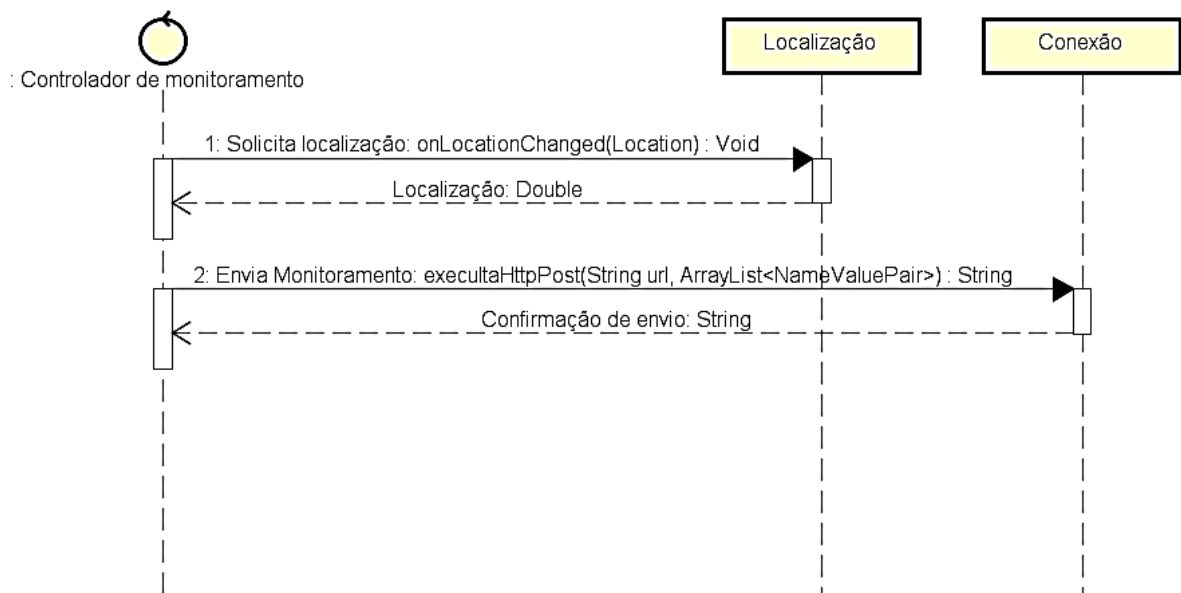 Localização
Conexão
: Controlador de monitoramento
1: Solicita localização: onLocationChanged(Location) : Void
Localização: Double
2: Envia Monitoramento: execultaHttpPost(String url, ArrayList<NameValuePair>) : String
Confirmação de envio: String